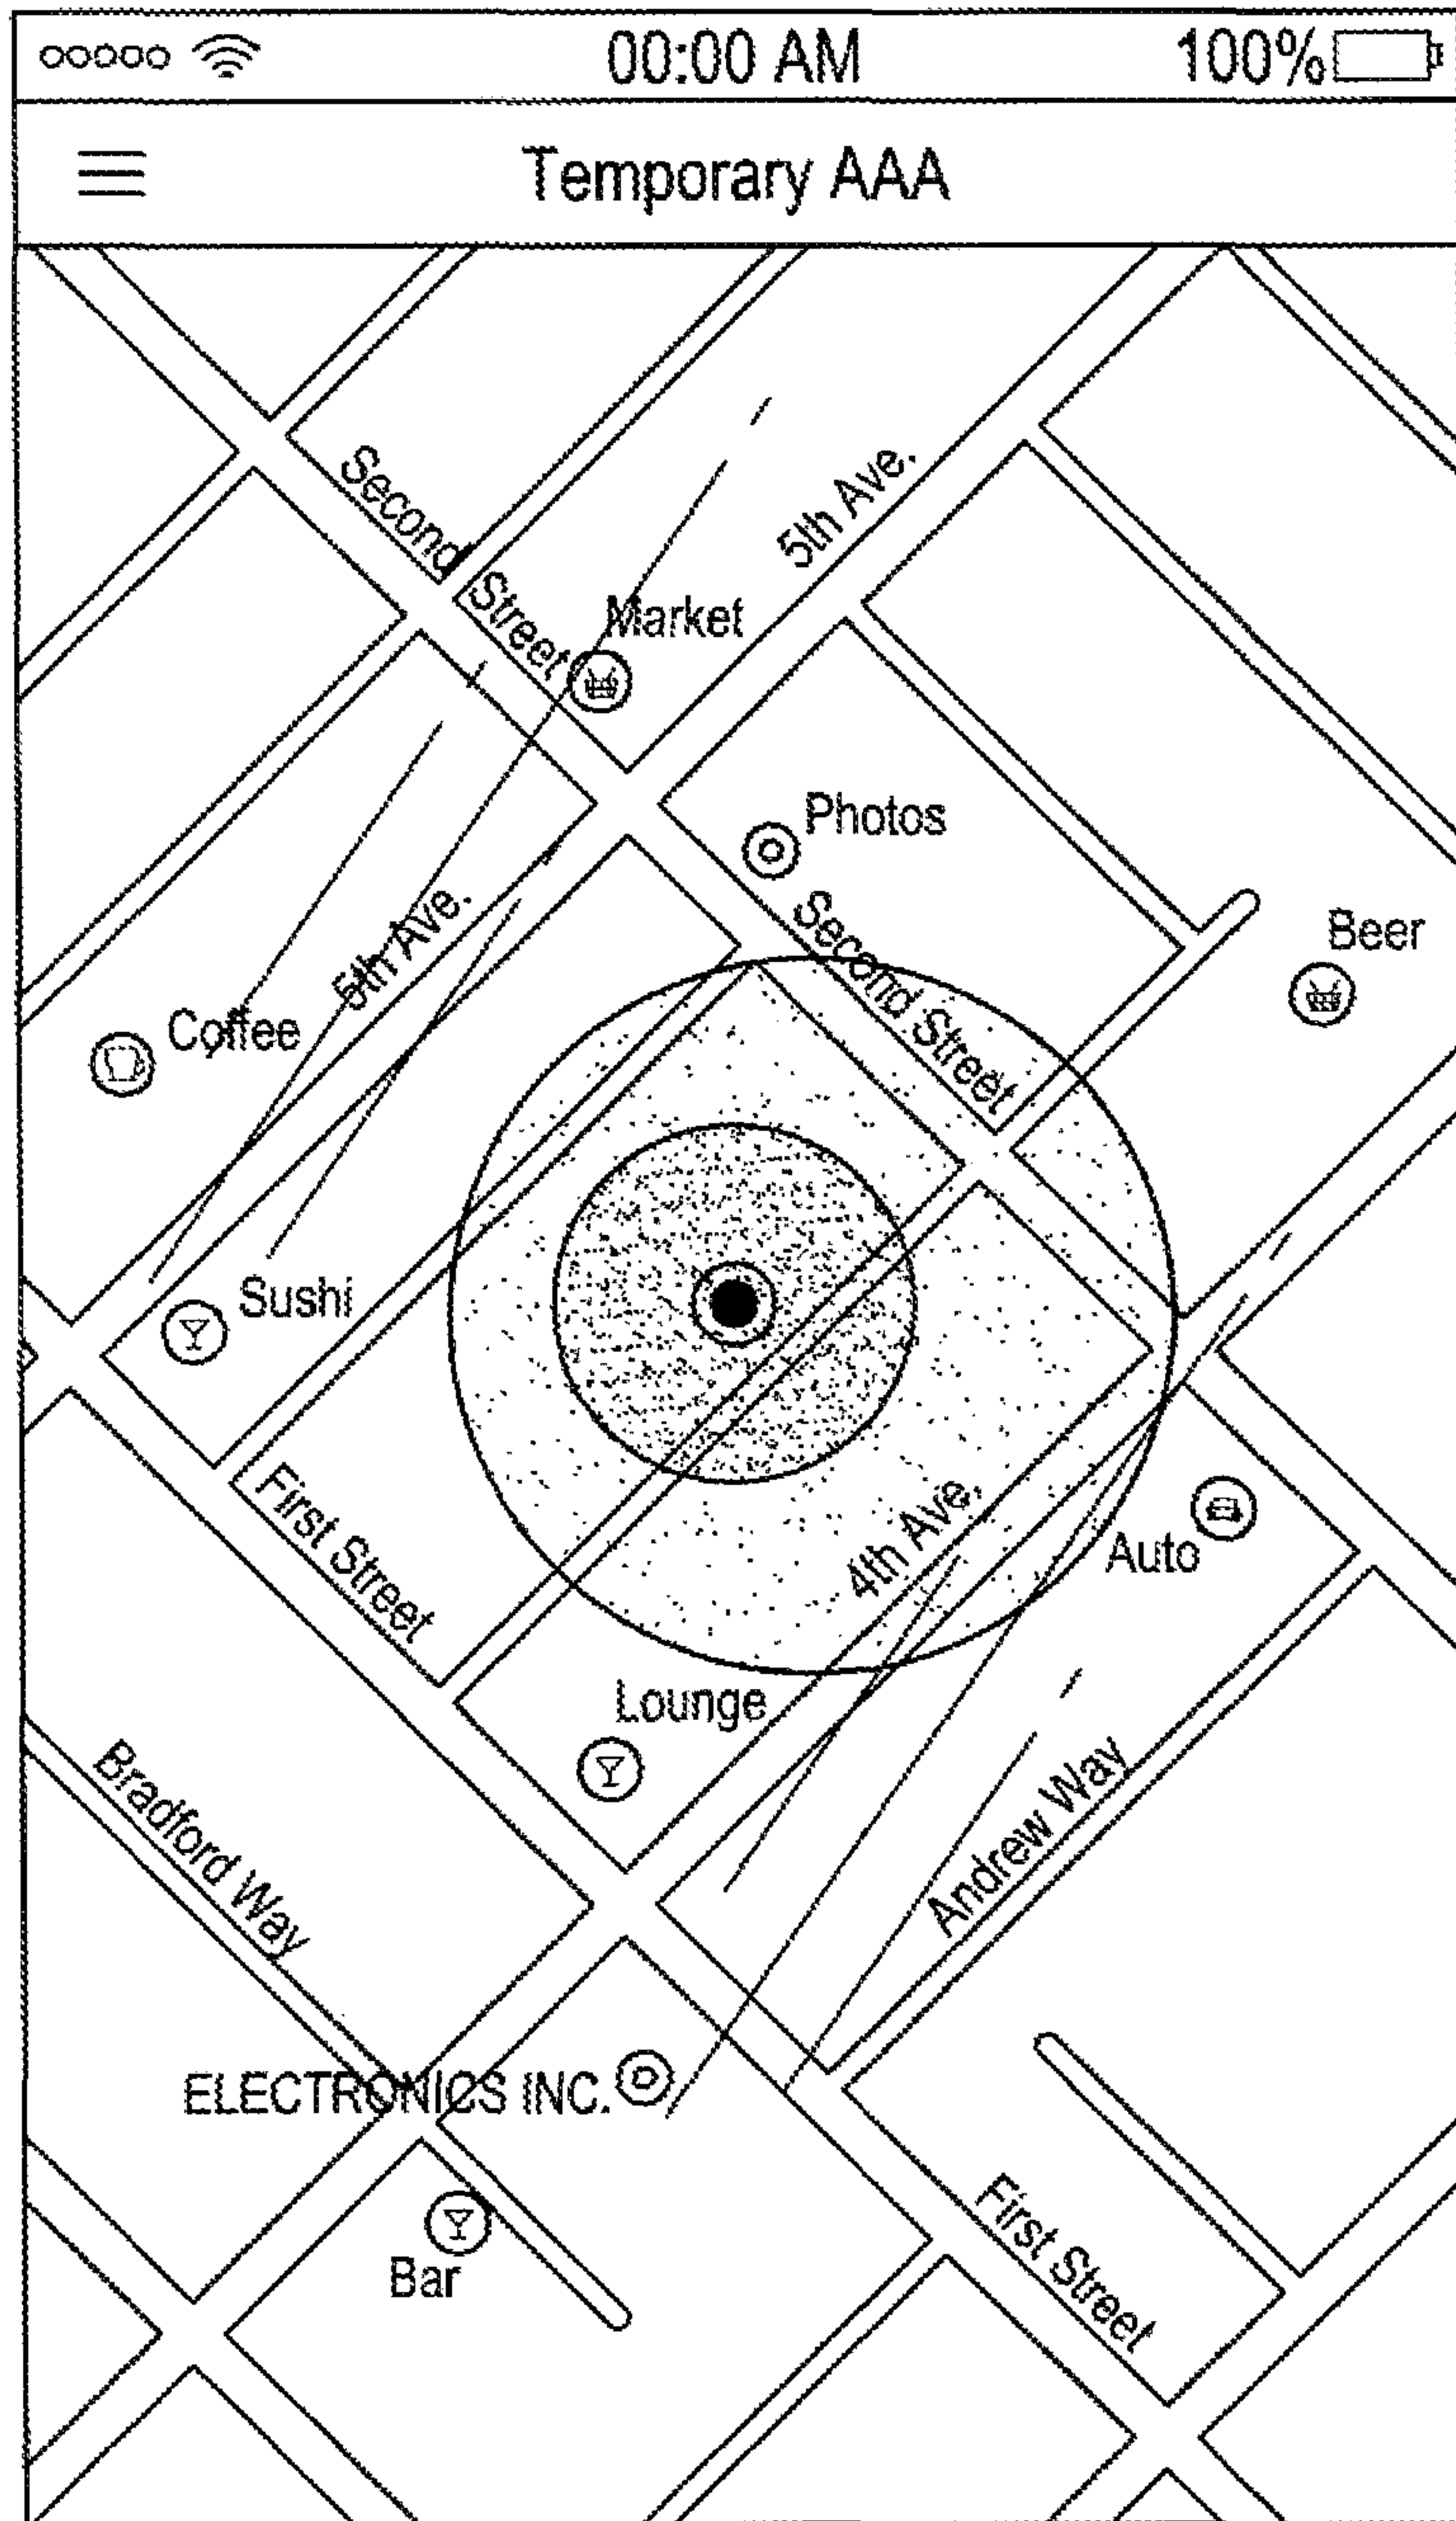 00:00 AM
100%
Temporary AAA
Second Street
5th Ave.
Market
Photos
Second Street
Beer
5th Ave.
Coffee
Sushi
First Street
4th Ave.
Auto
Lounge
Bradford Way
Andrew Way
ELECTRONICS INC.
Bar
First Street